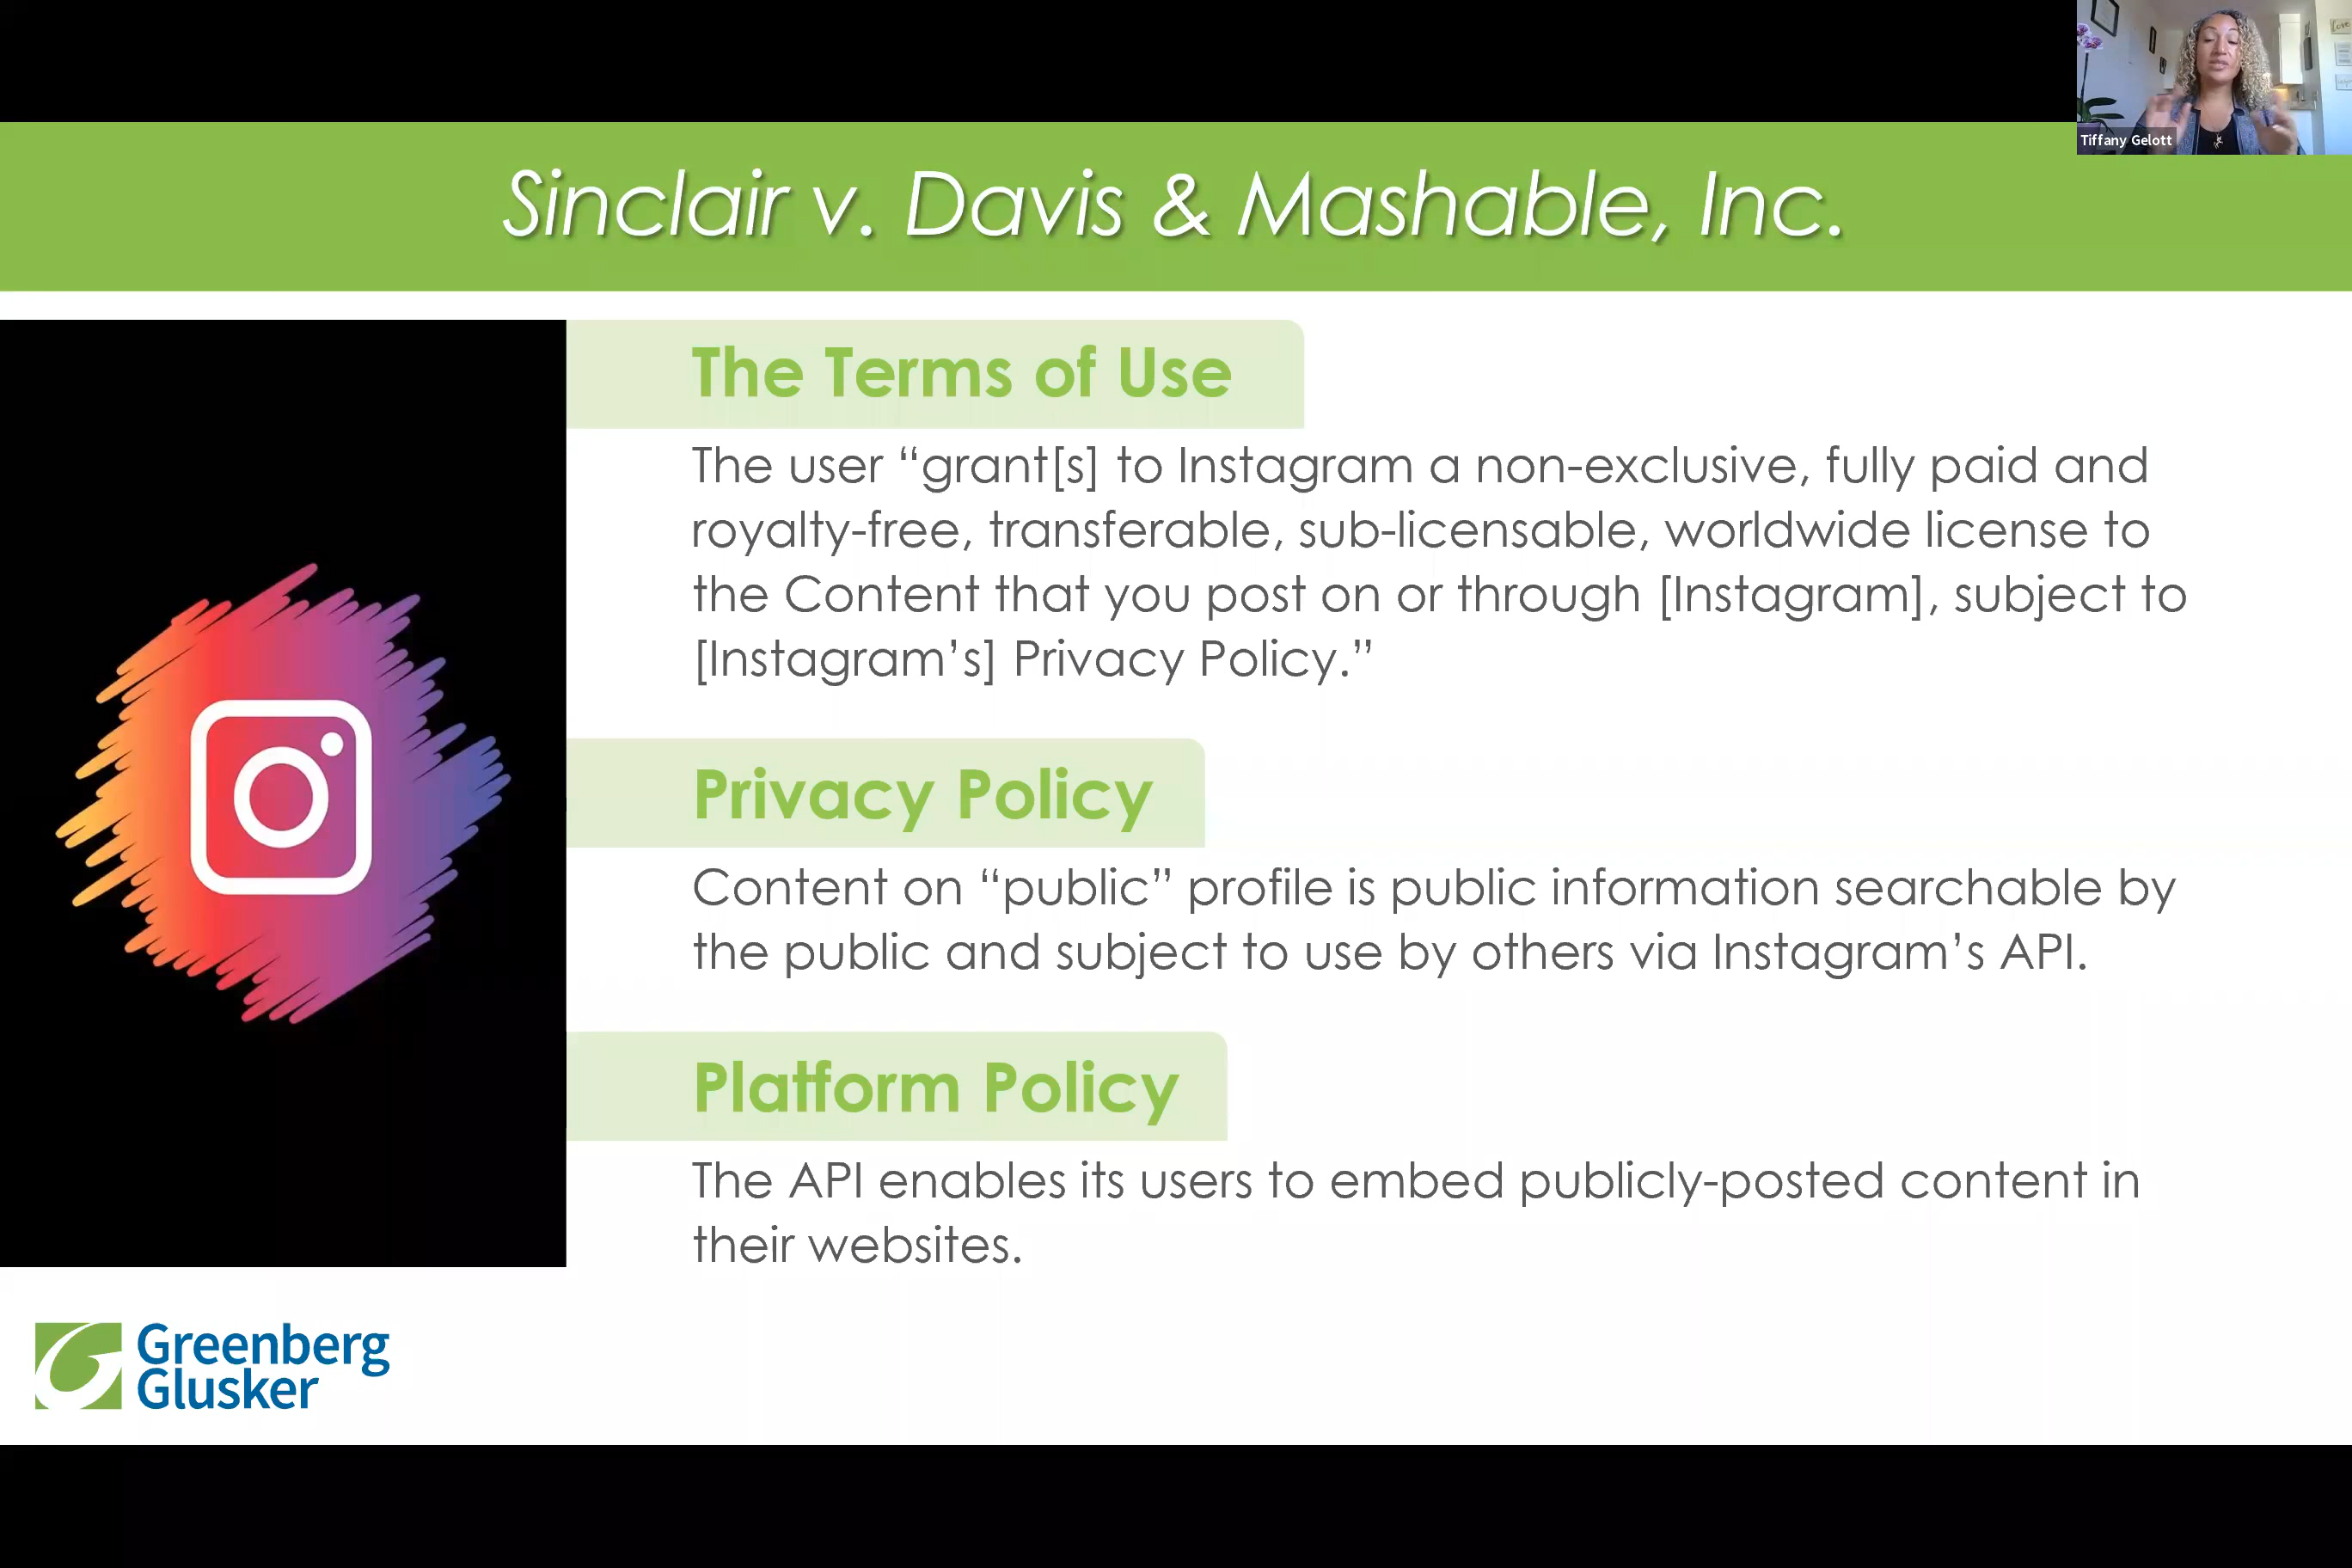 Tiffany Gelott
Sinclair v. Davis & Mashable, Inc.
The Terms of Use
The user “grant[s] to Instagram a non-exclusive, fully paid and
royalty-free, transferable, sub-licensable, worldwide license to
the Content that you post on or through [Instagram], subject to
[Instagram’s] Privacy Policy.”
Privacy Policy
Content on “public” profile is public information searchable by
the public and subject to use by others via Instagram’s API.
Platform Policy
The API enables its users to embed publicly-posted content in
their websites.
Greenberg
Glusker